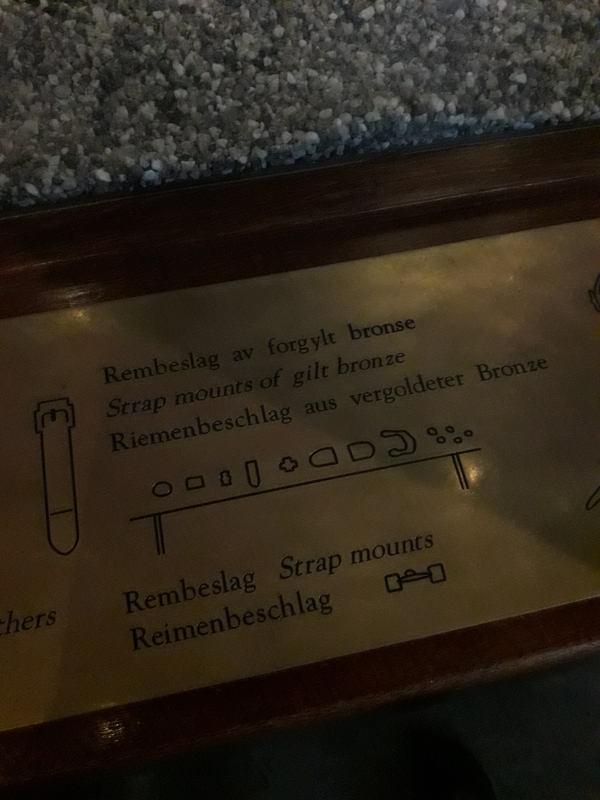 Rembeslag av forgylt bronse
Strap mounts of gilt bronze
Riemenbeschlag aus vergoldeter Bronze
Rembeslag Strap mounts
Reimenbeschlag